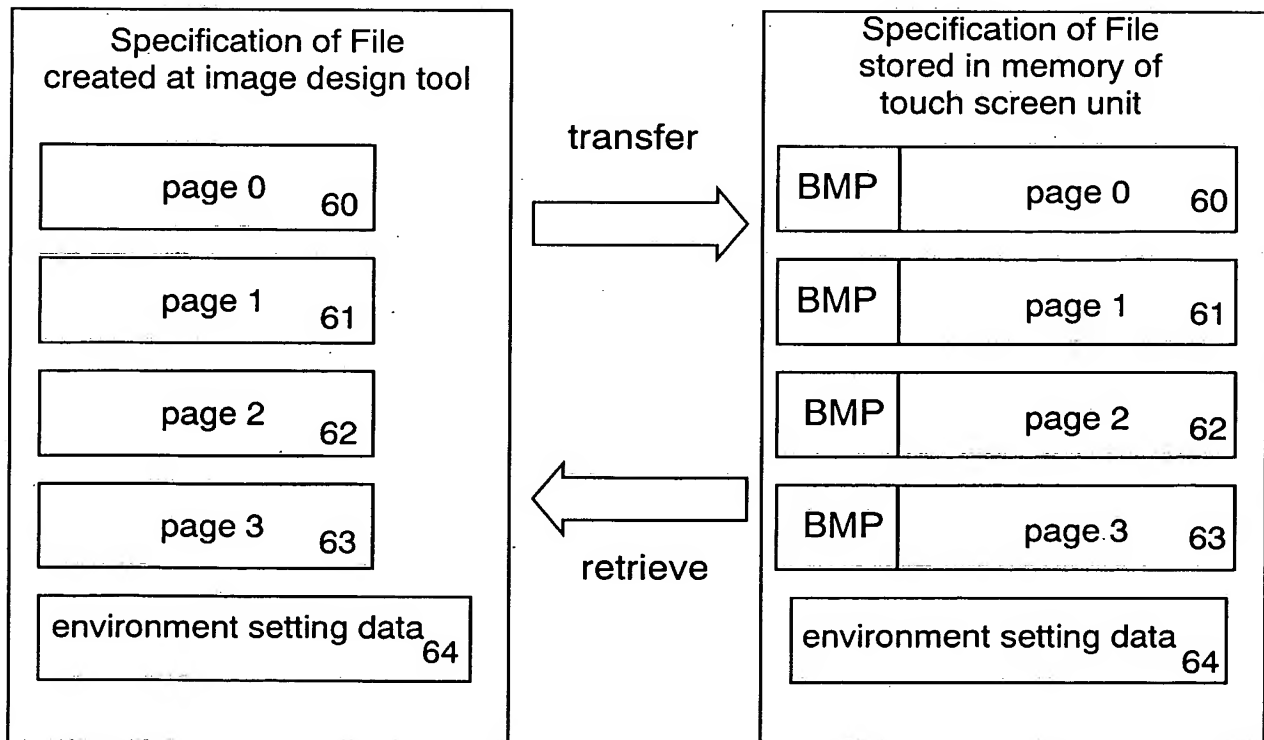 Specification of File
created at image design tool
page 0 60
page 1 61
page 2 62
page 3 63
environment setting data 64
transfer
retrieve
Specification of File
stored in memory of
touch screen unit
BMP page 0 60
BMP page 1 61
BMP page 2 62
BMP page 3 63
environment setting data 64